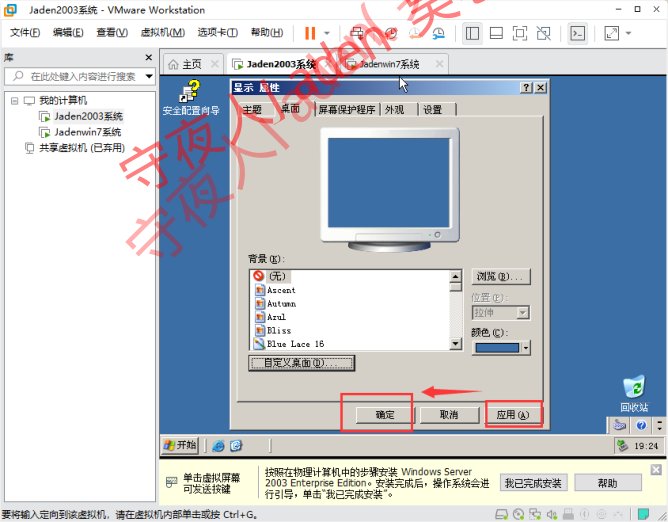 Jaden2003系统 - VMware Workstation
文件(F) 编辑(E) 查看(V) 虚拟机(M) 选项卡(T) 帮助(H)
库
在此处键入内容进行搜索
我的计算机
Jaden2003系统
Jadenwin7系统
共享虚拟机 (已弃用)
主页 Jaden2003系统 Jadenwin7系统
安全配置向导
显示 属性
主题 桌面 屏幕保护程序 外观 设置
背景(K):
(无)
Ascent
Autumn
Azul
Bliss
Blue Lace 16
浏览(B)...
位置(P):
拉伸
颜色(C):
自定义桌面(D)...
确定 取消 应用(A)
回收站
开始
19:24
单击虚拟屏幕
可发送按键
按照在物理计算机中的步骤安装 Windows Server
2003 Enterprise Edition。安装完成后，操作系统会进
行引导，单击“我已完成安装”。
我已完成安装 帮助
要将输入定向到该虚拟机，请在虚拟机内部单击或按 Ctrl+G。
守夜人Jaden(
守夜人Jaden